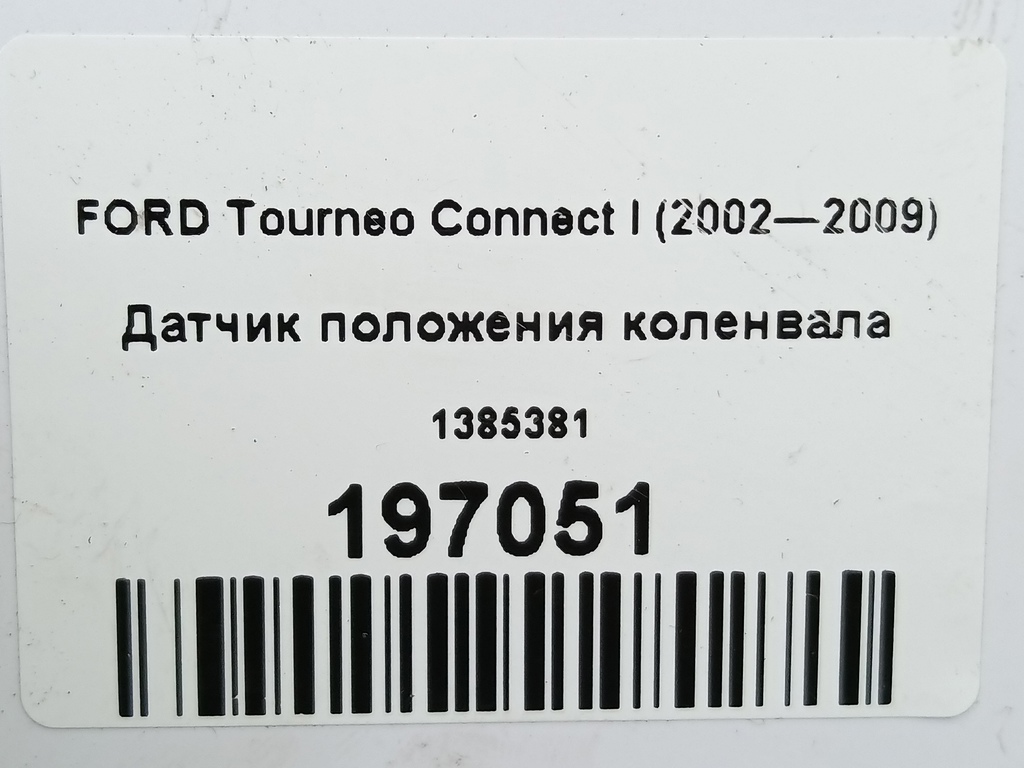 FORD Tourneo Connect I (2002—2009)
Датчик положения коленвала
1385381
197051